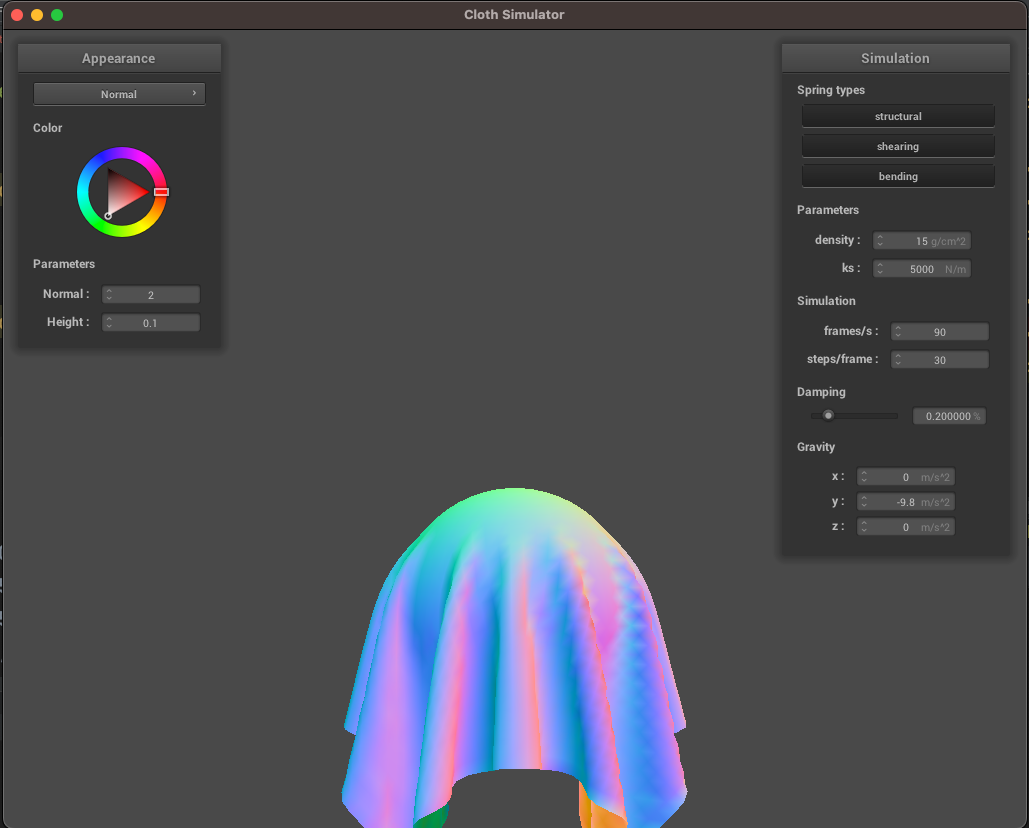 Cloth Simulator
Appearance
Normal
Color
Parameters
Normal : 2
Height : 0.1
Simulation
Spring types
structural
shearing
bending
Parameters
density : 15 g/cm^2
ks : 5000 N/m
Simulation
frames/s : 90
steps/frame : 30
Damping
0.200000 %
Gravity
x : 0 m/s^2
y : -9.8 m/s^2
z : 0 m/s^2